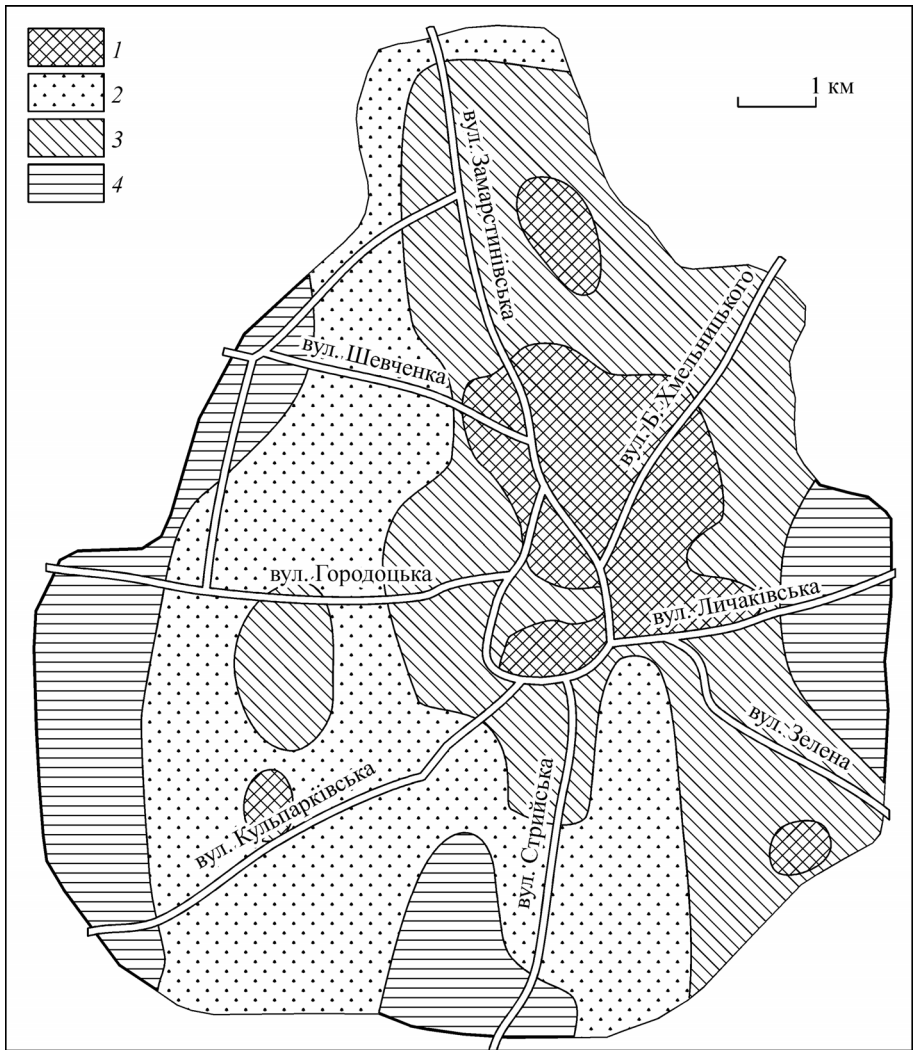 1
2
3
4
1 км
вул. Замарстинівська
вул. Б. Хмельницького
вул. Шевченка
вул. Городоцька
вул. Личаківська
вул. Зелена
вул. Кульпарківська
вул. Стрийська